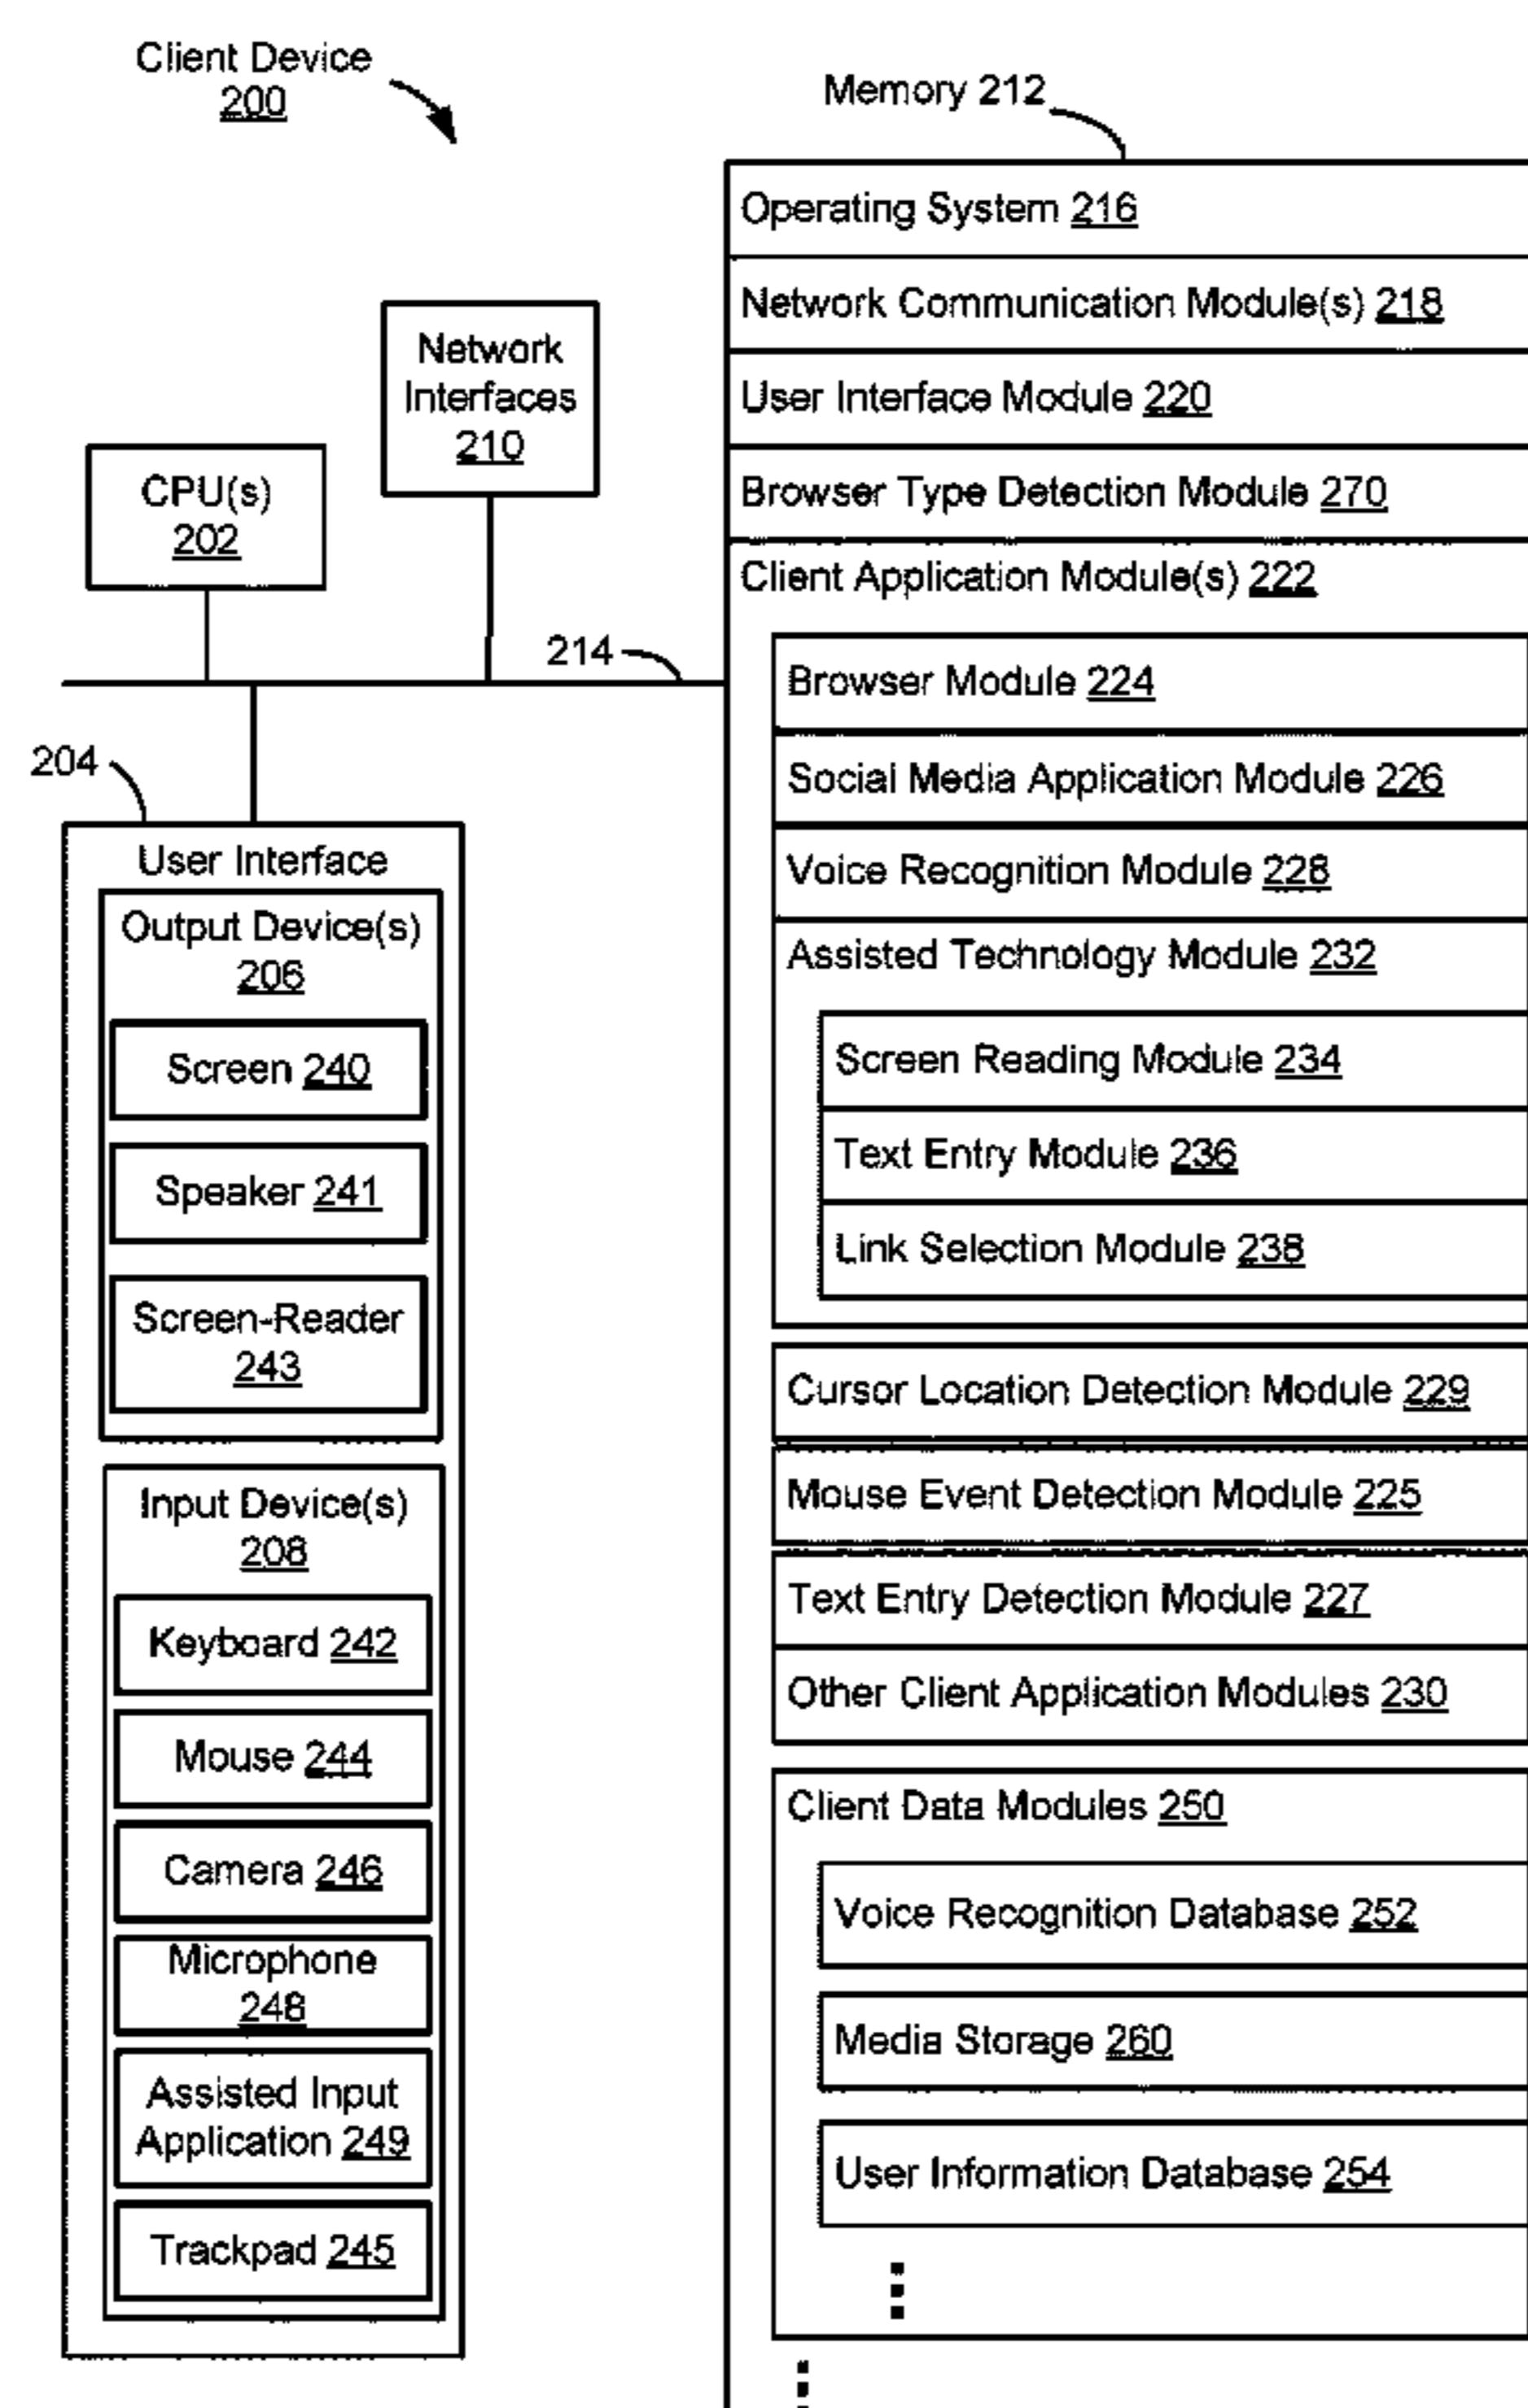 Client Device
200
Memory 212
Operating System 216
Network Communication Module(s) 218
User Interface Module 220
Browser Type Detection Module 270
Client Application Module(s) 222
Browser Module 224
Social Media Application Module 226
Voice Recognition Module 228
Assisted Technology Module 232
Screen Reading Module 234
Text Entry Module 236
Link Selection Module 238
Cursor Location Detection Module 229
Mouse Event Detection Module 225
Text Entry Detection Module 227
Other Client Application Modules 230
Client Data Modules 250
Voice Recognition Database 252
Media Storage 260
User Information Database 254
Network
Interfaces
210
CPU(s)
202
214
204
User Interface
Output Device(s)
206
Screen 240
Speaker 241
Screen-Reader
243
Input Device(s)
208
Keyboard 242
Mouse 244
Camera 246
Microphone
248
Assisted Input
Application 249
Trackpad 245